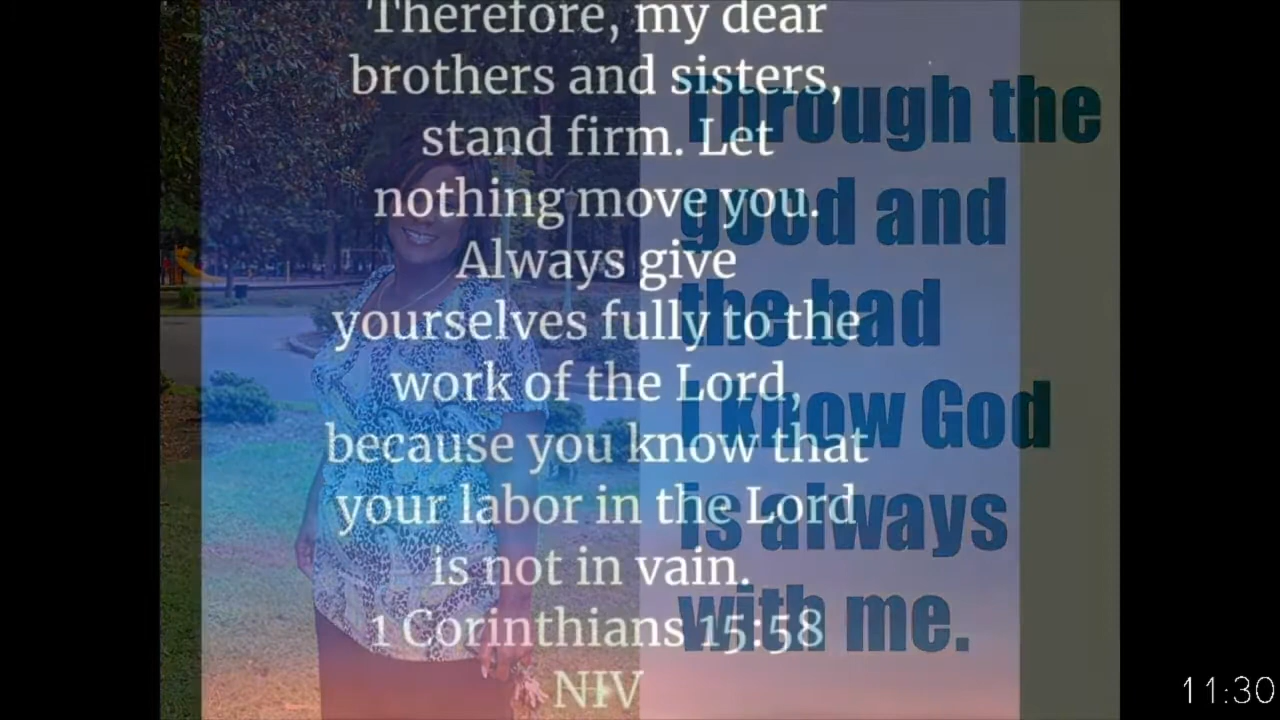 Therefore, my dear
brothers and sisters,
stand firm. Let
nothing move you.
Always give
yourselves fully to the
work of the Lord,
because you know that
your labor in the Lord
is not in vain.
1 Corinthians 15:58
NIV
Through the
good and
the bad
I know God
is always
with me.
11:30